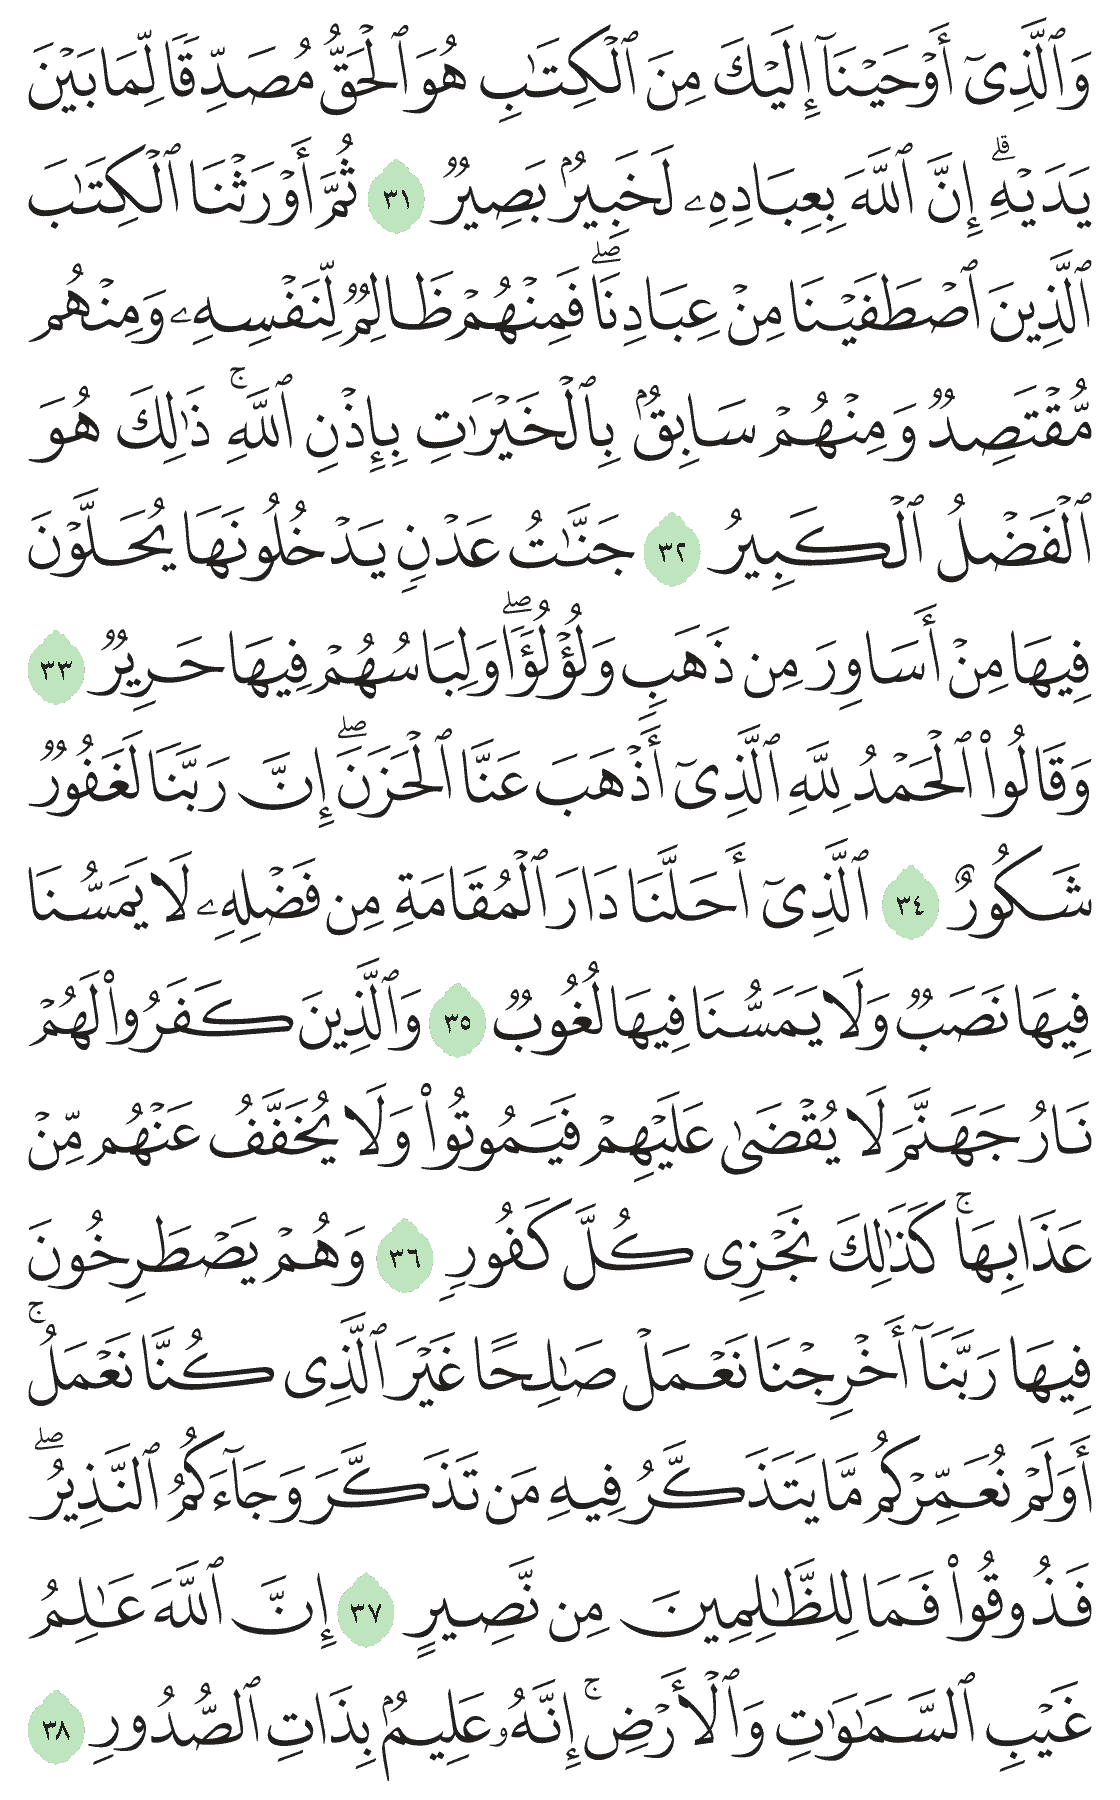 وَٱلَّذِىٓ أَوۡحَيۡنَآ إِلَيۡكَ مِنَ ٱلۡكِتَٰبِ هُوَ ٱلۡحَقُّ مُصَدِّقٗا لِّمَا بَيۡنَ
يَدَيۡهِۗ إِنَّ ٱللَّهَ بِعِبَادِهِۦ لَخَبِيرُۢ بَصِيرٞ ٣١ ثُمَّ أَوۡرَثۡنَا ٱلۡكِتَٰبَ
ٱلَّذِينَ ٱصۡطَفَيۡنَا مِنۡ عِبَادِنَاۖ فَمِنۡهُمۡ ظَالِمٞ لِّنَفۡسِهِۦ وَمِنۡهُم
مُّقۡتَصِدٞ وَمِنۡهُمۡ سَابِقُۢ بِٱلۡخَيۡرَٰتِ بِإِذۡنِ ٱللَّهِۚ ذَٰلِكَ هُوَ
ٱلۡفَضۡلُ ٱلۡكَبِيرُ ٣٢ جَنَّٰتُ عَدۡنٖ يَدۡخُلُونَهَا يُحَلَّوۡنَ
فِيهَا مِنۡ أَسَاوِرَ مِن ذَهَبٖ وَلُؤۡلُؤٗاۖ وَلِبَاسُهُمۡ فِيهَا حَرِيرٞ ٣٣
وَقَالُواْ ٱلۡحَمۡدُ لِلَّهِ ٱلَّذِىٓ أَذۡهَبَ عَنَّا ٱلۡحَزَنَۖ إِنَّ رَبَّنَا لَغَفُورٞ
شَكُورٌ ٣٤ ٱلَّذِىٓ أَحَلَّنَا دَارَ ٱلۡمُقَامَةِ مِن فَضۡلِهِۦ لَا يَمَسُّنَا
فِيهَا نَصَبٞ وَلَا يَمَسُّنَا فِيهَا لُغُوبٞ ٣٥ وَٱلَّذِينَ كَفَرُواْ لَهُمۡ
نَارُ جَهَنَّمَ لَا يُقۡضَىٰ عَلَيۡهِمۡ فَيَمُوتُواْ وَلَا يُخَفَّفُ عَنۡهُم مِّنۡ
عَذَابِهَاۚ كَذَٰلِكَ نَجۡزِى كُلَّ كَفُورٖ ٣٦ وَهُمۡ يَصۡطَرِخُونَ
فِيهَا رَبَّنَآ أَخۡرِجۡنَا نَعۡمَلۡ صَٰلِحًا غَيۡرَ ٱلَّذِى كُنَّا نَعۡمَلُۚ
أَوَلَمۡ نُعَمِّرۡكُم مَّا يَتَذَكَّرُ فِيهِ مَن تَذَكَّرَ وَجَآءَكُمُ ٱلنَّذِيرُۖ
فَذُوقُواْ فَمَا لِلظَّٰلِمِينَ مِن نَّصِيرٍ ٣٧ إِنَّ ٱللَّهَ عَٰلِمُ
غَيۡبِ ٱلسَّمَٰوَٰتِ وَٱلۡأَرۡضِۚ إِنَّهُۥ عَلِيمُۢ بِذَاتِ ٱلصُّدُورِ ٣٨